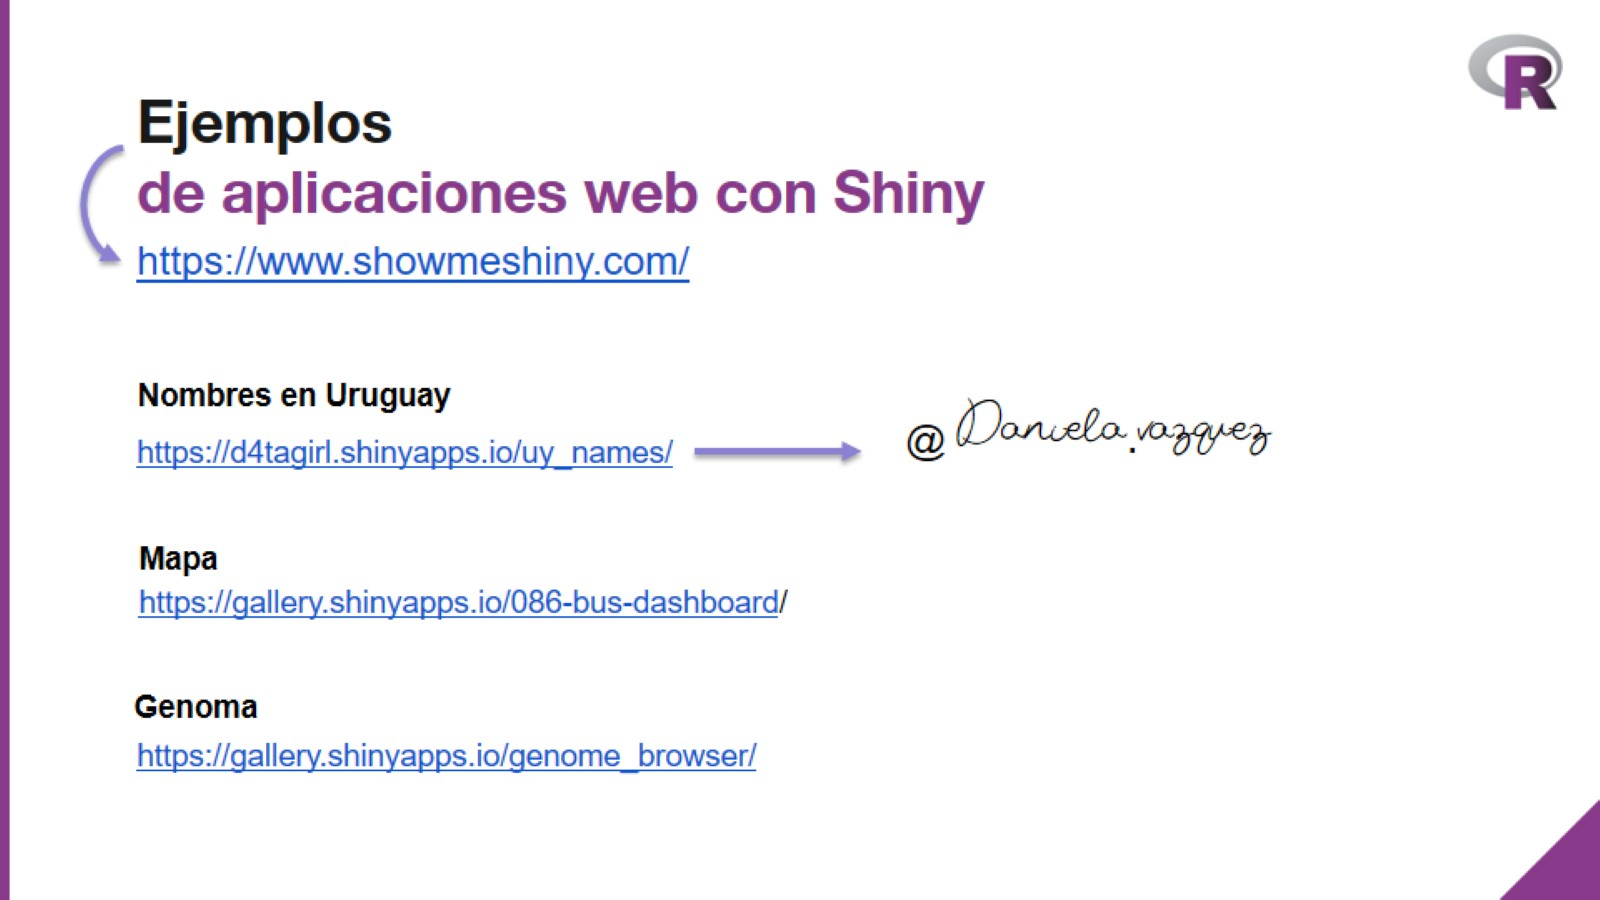 R
Ejemplos
de aplicaciones web con Shiny
https://www.showmeshiny.com/
Nombres en Uruguay
https://d4tagirl.shinyapps.io/uy_names/ @Daniela.vazquez
Mapa
https://gallery.shinyapps.io/086-bus-dashboard/
Genoma
https://gallery.shinyapps.io/genome_browser/